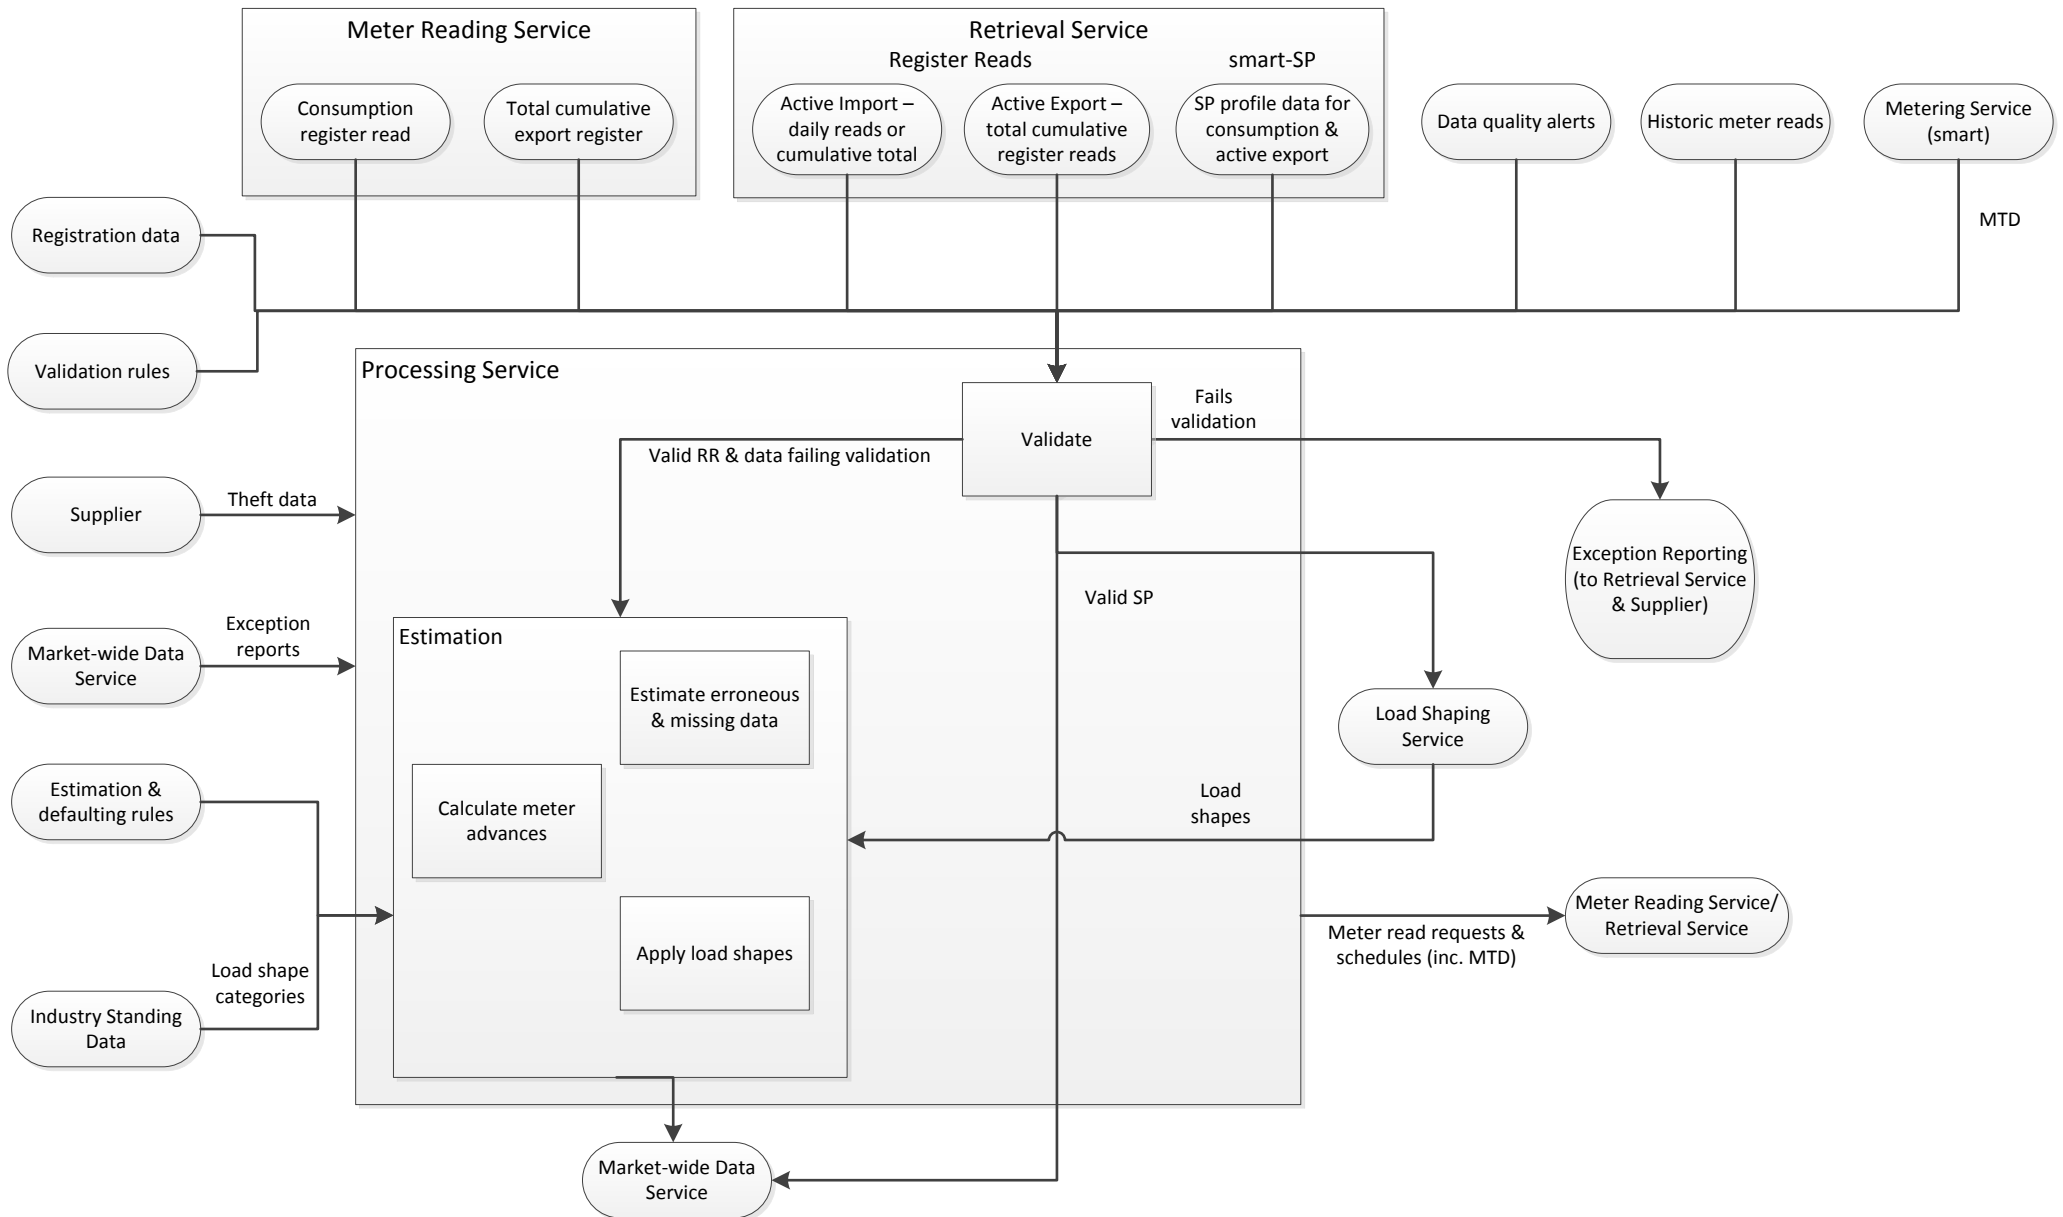 Meter Reading Service
Retrieval Service
Register Reads
smart-SP
Consumption
register read
Total cumulative
export register
Active Import –
daily reads or
cumulative total
Active Export –
total cumulative
register reads
SP profile data for
consumption &
active export
Data quality alerts
Historic meter reads
Metering Service
(smart)
MTD
Registration data
Validation rules
Processing Service
Validate
Fails
validation
Valid RR & data failing validation
Supplier
Theft data
Exception Reporting
(to Retrieval Service
& Supplier)
Valid SP
Market-wide Data
Service
Exception
reports
Estimation
Estimate erroneous
& missing data
Load Shaping
Service
Estimation &
defaulting rules
Calculate meter
advances
Load
shapes
Meter Reading Service/
Retrieval Service
Meter read requests &
schedules (inc. MTD)
Apply load shapes
Load shape
categories
Industry Standing
Data
Market-wide Data
Service